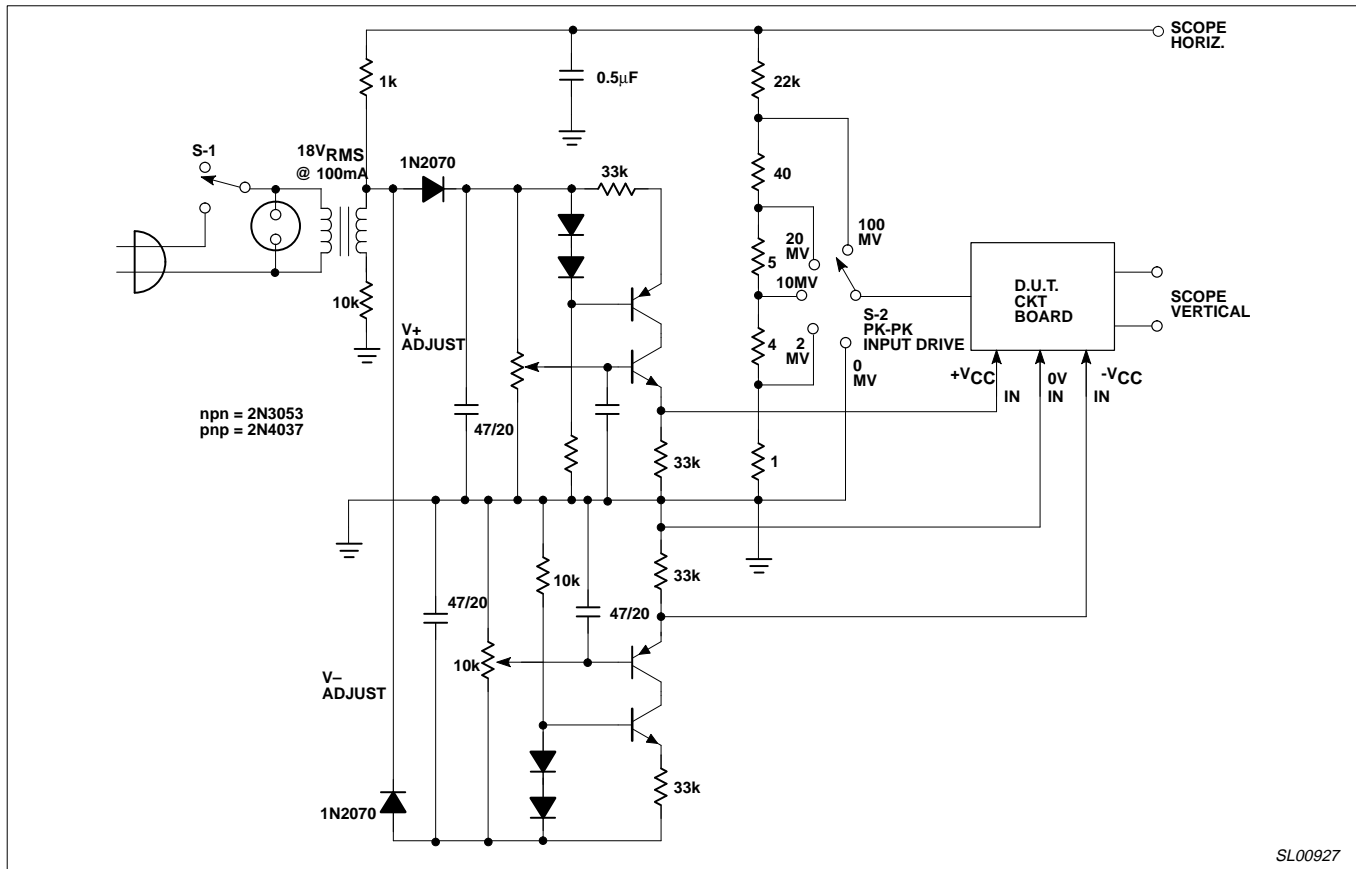 SCOPE
HORIZ.
1k
0.5μF
22k
S-1
18VRMS
@ 100mA
1N2070
33k
40
100
MV
20
MV
5
10MV
D.U.T.
CKT
BOARD
SCOPE
VERTICAL
10k
V+
ADJUST
S-2
PK-PK
INPUT DRIVE
4
2
MV
0
MV
+VCC
IN
0V
IN
-VCC
IN
npn = 2N3053
pnp = 2N4037
47/20
33k
1
10k
33k
47/20
47/20
10k
V–
ADJUST
33k
1N2070
SL00927